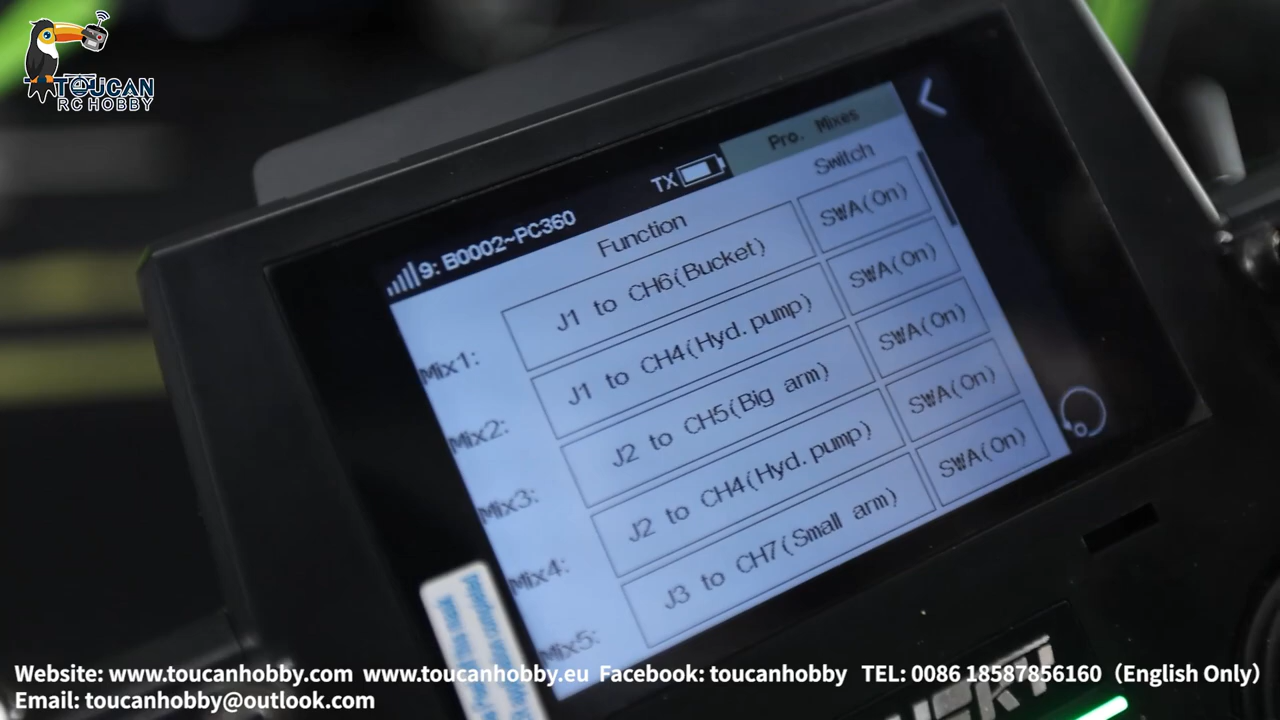 TOUCAN
RC HOBBY
9: B0002~PC360
TX
Pro. Mixes
Function
Switch
Mix1:
J1 to CH6(Bucket)
SWA(On)
Mix2:
J1 to CH4(Hyd.pump)
SWA(On)
Mix3:
J2 to CH5(Big arm)
SWA(On)
Mix4:
J2 to CH4(Hyd.pump)
SWA(On)
Mix5:
J3 to CH7(Small arm)
SWA(On)
Website: www.toucanhobby.com www.toucanhobby.eu Facebook: toucanhobby TEL: 0086 18587856160（English Only）
Email: toucanhobby@outlook.com